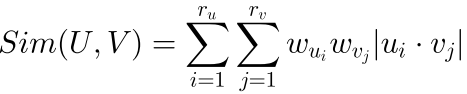 $Sim(U, V) = \sum_{i=1}^{r_u} \sum_{j=1}^{r_v} w_{u_i} w_{v_j} |u_i \cdot v_j|$